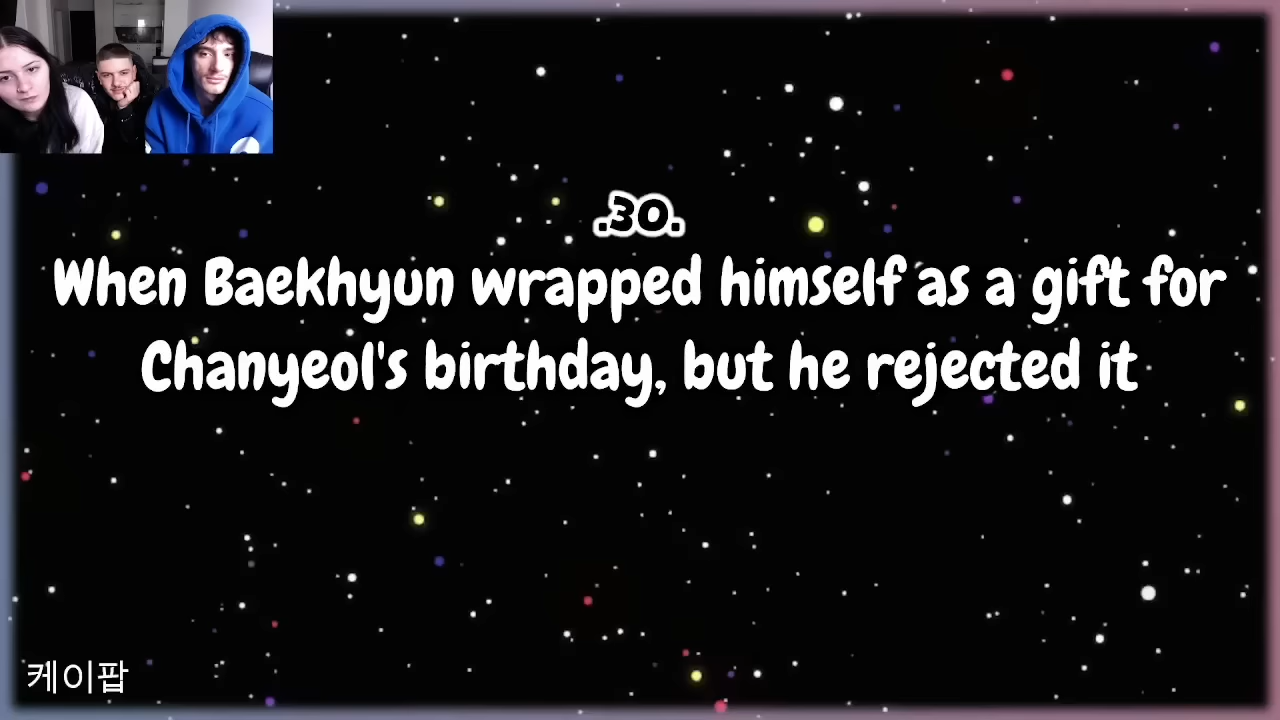 .30.
When Baekhyun wrapped himself as a gift for
Chanyeol's birthday, but he rejected it
케이팝